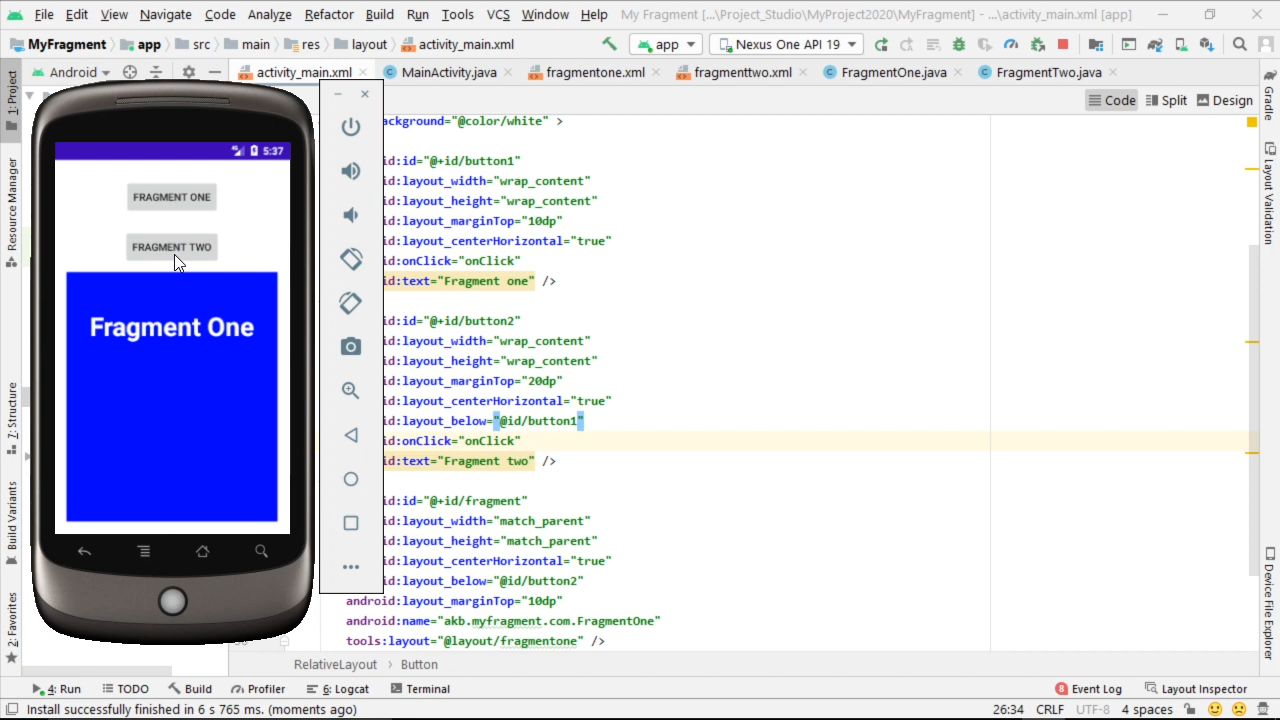 File Edit View Navigate Code Analyze Refactor Build Run Tools VCS Window Help My Fragment [...\Project_Studio\MyProject2020\MyFragment] - ...\activity_main.xml [app]
MyFragment app src main res layout activity_main.xml app Nexus One API 19
Android activity_main.xml MainActivity.java fragmentone.xml fragmenttwo.xml FragmentOne.java FragmentTwo.java
Code Split Design
1: Project
Resource Manager
7: Structure
Build Variants
2: Favorites
Gradle
Layout Validation
Device File Explorer
5:37
FRAGMENT ONE
FRAGMENT TWO
Fragment One
ackground="@color/white" >
id:id="@+id/button1"
id:layout_width="wrap_content"
id:layout_height="wrap_content"
id:layout_marginTop="10dp"
id:layout_centerHorizontal="true"
id:onClick="onClick"
id:text="Fragment one" />
id:id="@+id/button2"
id:layout_width="wrap_content"
id:layout_height="wrap_content"
id:layout_marginTop="20dp"
id:layout_centerHorizontal="true"
id:layout_below="@id/button1"
id:onClick="onClick"
id:text="Fragment two" />
id:id="@+id/fragment"
id:layout_width="match_parent"
id:layout_height="match_parent"
id:layout_centerHorizontal="true"
id:layout_below="@id/button2"
android:layout_marginTop="10dp"
android:name="akb.myfragment.com.FragmentOne"
tools:layout="@layout/fragmentone" />
RelativeLayout › Button
4: Run TODO Build Profiler 6: Logcat Terminal 8 Event Log Layout Inspector
Install successfully finished in 6 s 765 ms. (moments ago) 26:34 CRLF UTF-8 4 spaces